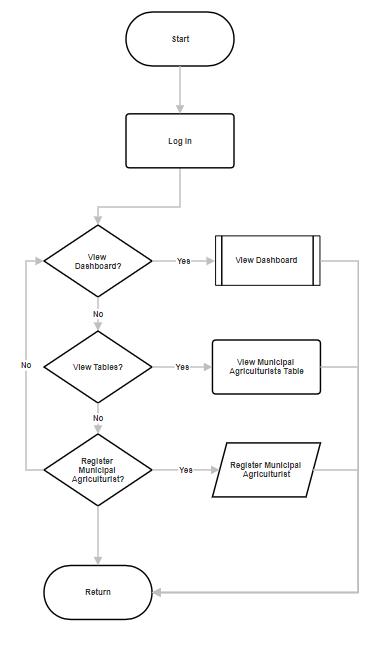 Start
Log In
View
Dashboard?
Yes
View Dashboard
No
View Tables?
Yes
View Municipal
Agriculturists Table
No
No
Register
Municipal
Agriculturist?
Yes
Register Municipal
Agriculturist
Return